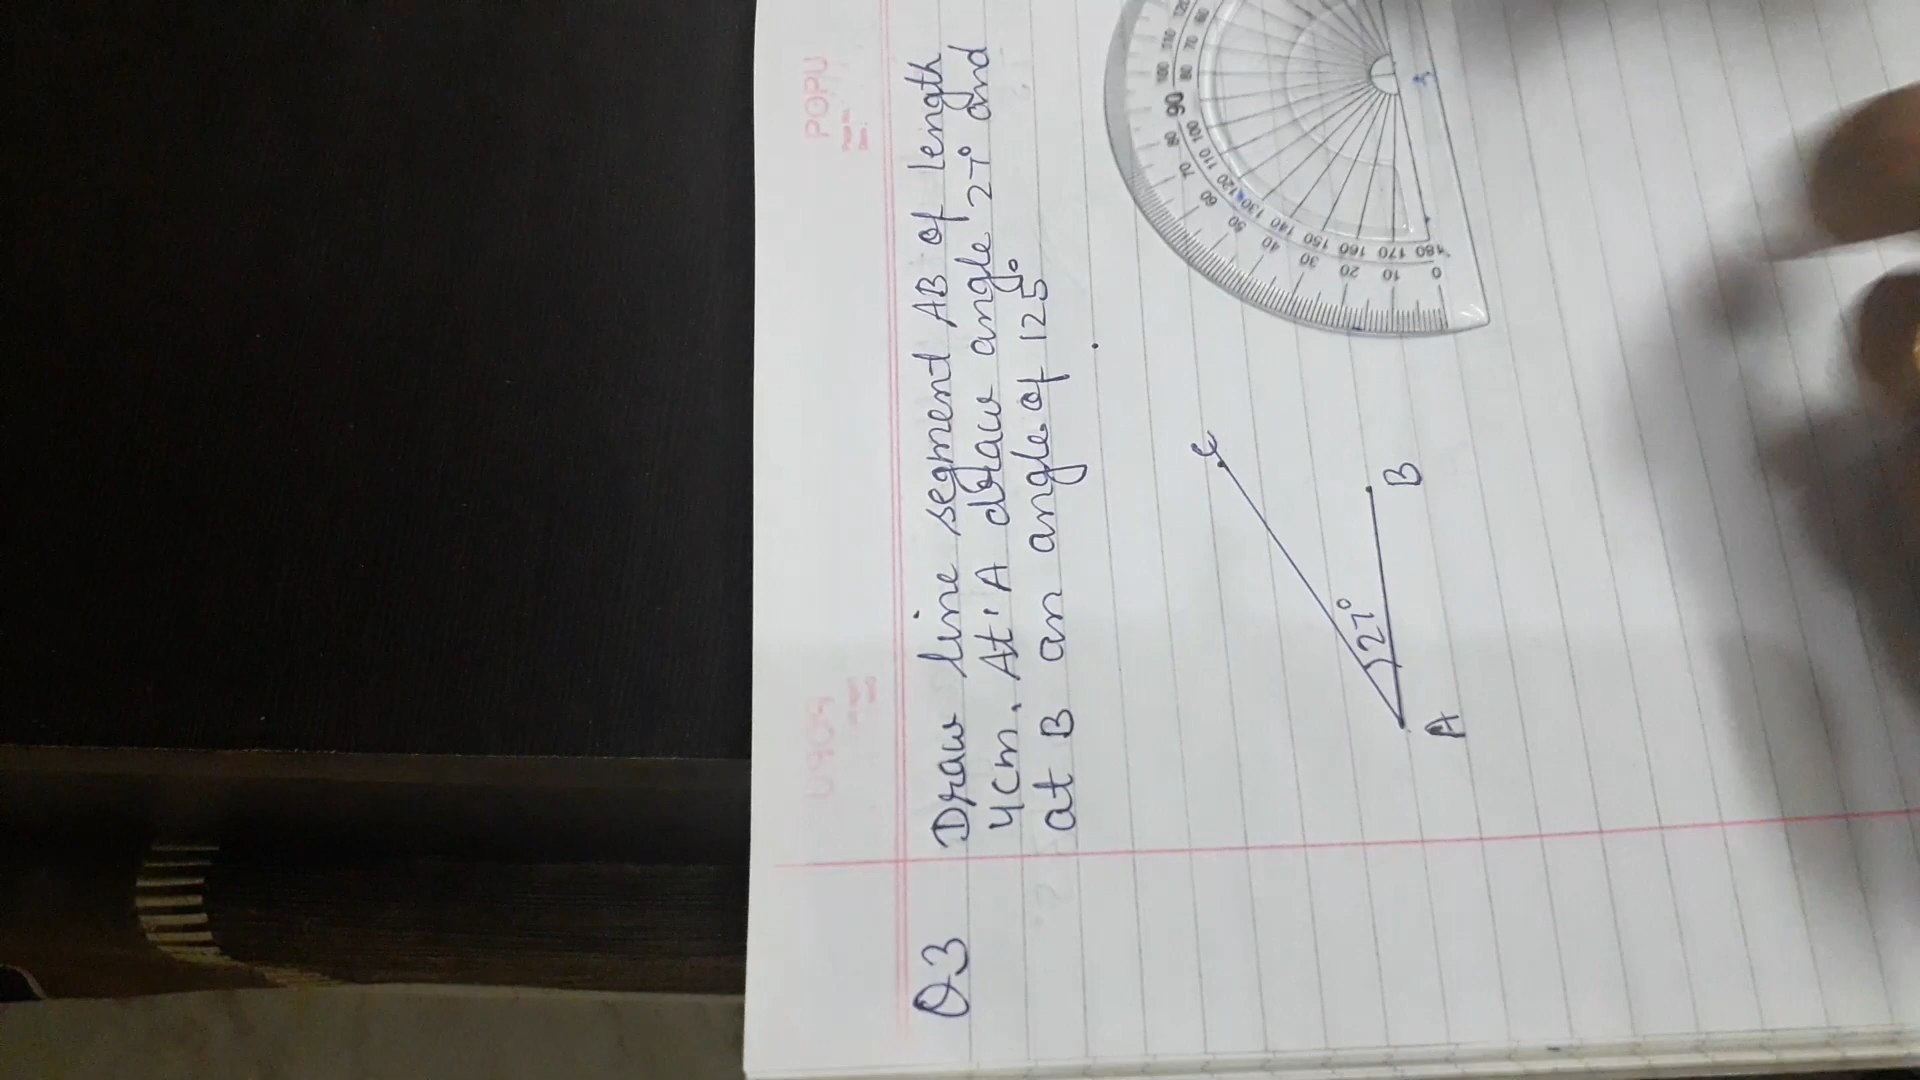 POPU
Q3 Draw line segment AB of length
4cm. At A draw angle 27° and
at B an angle of 125°
C
27°
A
B